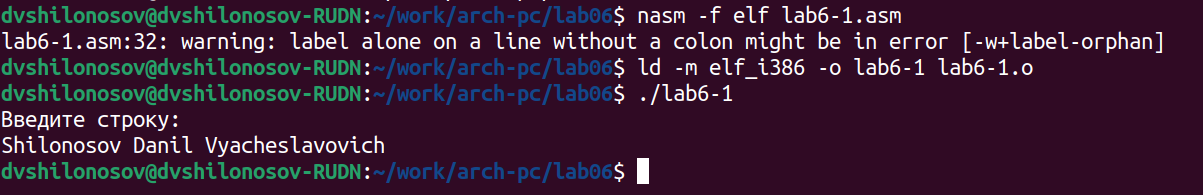 dvshilonosov@dvshilonosov-RUDN:~/work/arch-pc/lab06$ nasm -f elf lab6-1.asm
lab6-1.asm:32: warning: label alone on a line without a colon might be in error [-w+label-orphan]
dvshilonosov@dvshilonosov-RUDN:~/work/arch-pc/lab06$ ld -m elf_i386 -o lab6-1 lab6-1.o
dvshilonosov@dvshilonosov-RUDN:~/work/arch-pc/lab06$ ./lab6-1
Введите строку:
Shilonosov Danil Vyacheslavovich
dvshilonosov@dvshilonosov-RUDN:~/work/arch-pc/lab06$